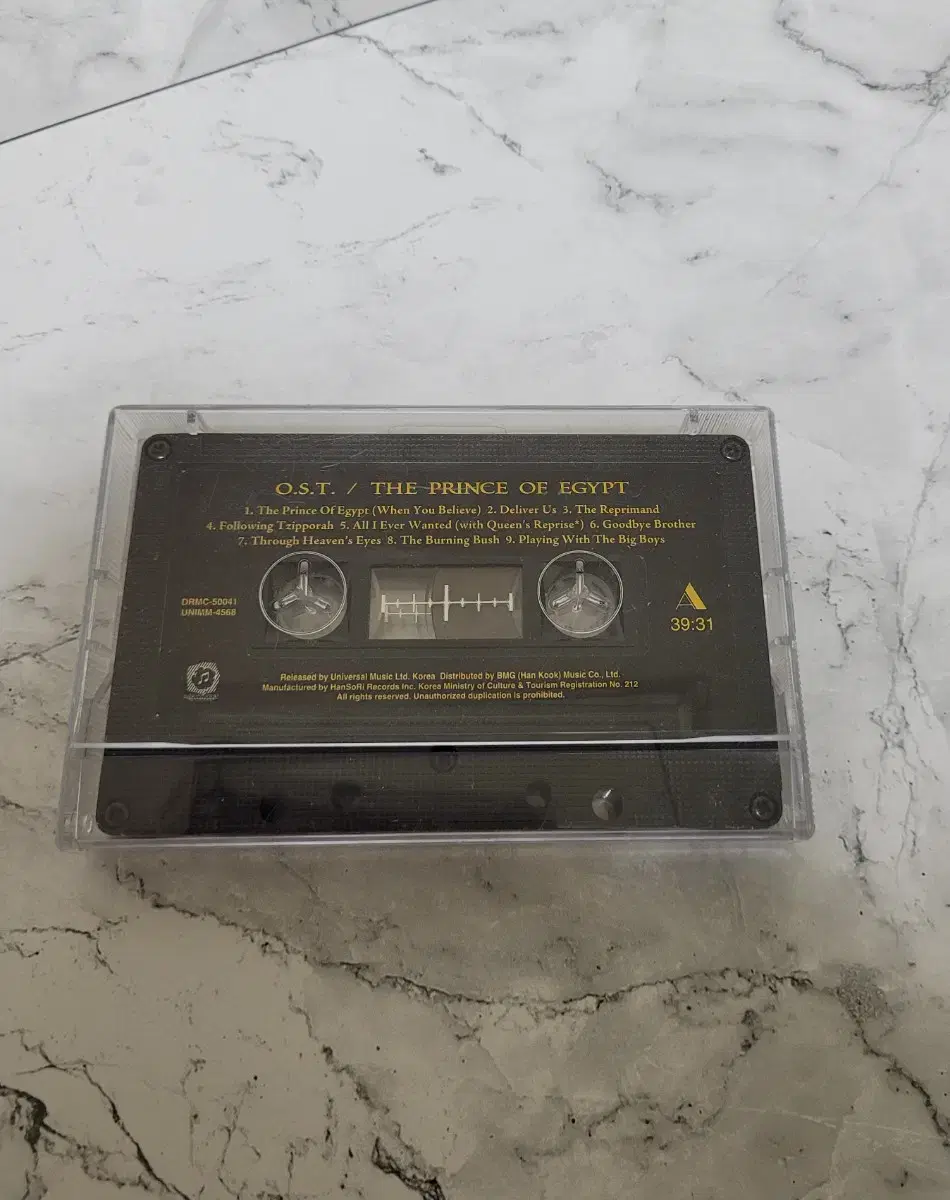 O.S.T. / THE PRINCE OF EGYPT
1. The Prince Of Egypt (When You Believe) 2. Deliver Us 3. The Reprimand
4. Following Tzipporah 5. All I Ever Wanted (with Queen's Reprise*) 6. Goodbye Brother
7. Through Heaven's Eyes 8. The Burning Bush 9. Playing With The Big Boys
DRMC-50041
UNIMM-4568
A
39:31
Released by Universal Music Ltd. Korea Distributed by BMG (Han Kook) Music Co., Ltd.
Manufactured by HanSoRi Records Inc. Korea Ministry of Culture & Tourism Registration No. 212
All rights reserved. Unauthorized duplication is prohibited.